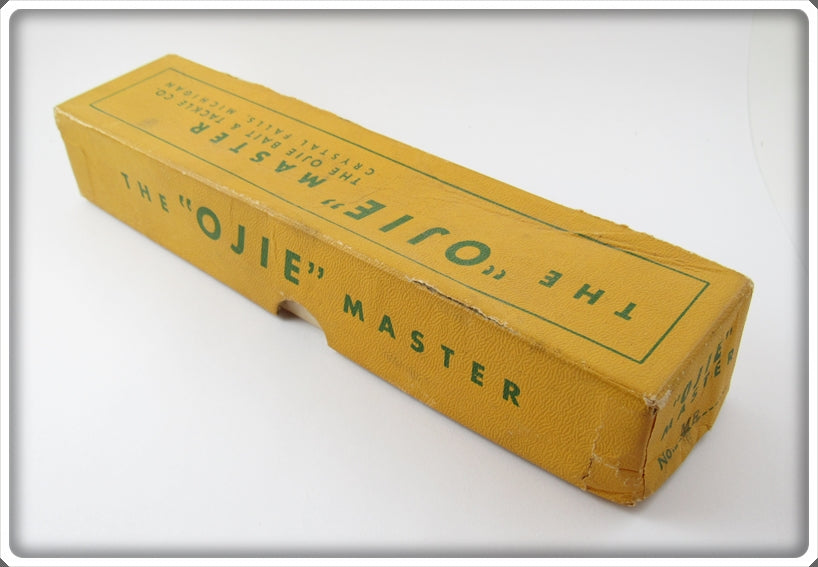 THE "OJIE" MASTER
THE OJIE BAIT & TACKLE CO.
CRYSTAL FALLS, MICHIGAN
THE "OJIE" MASTER
"OJIE"
MASTER
No.